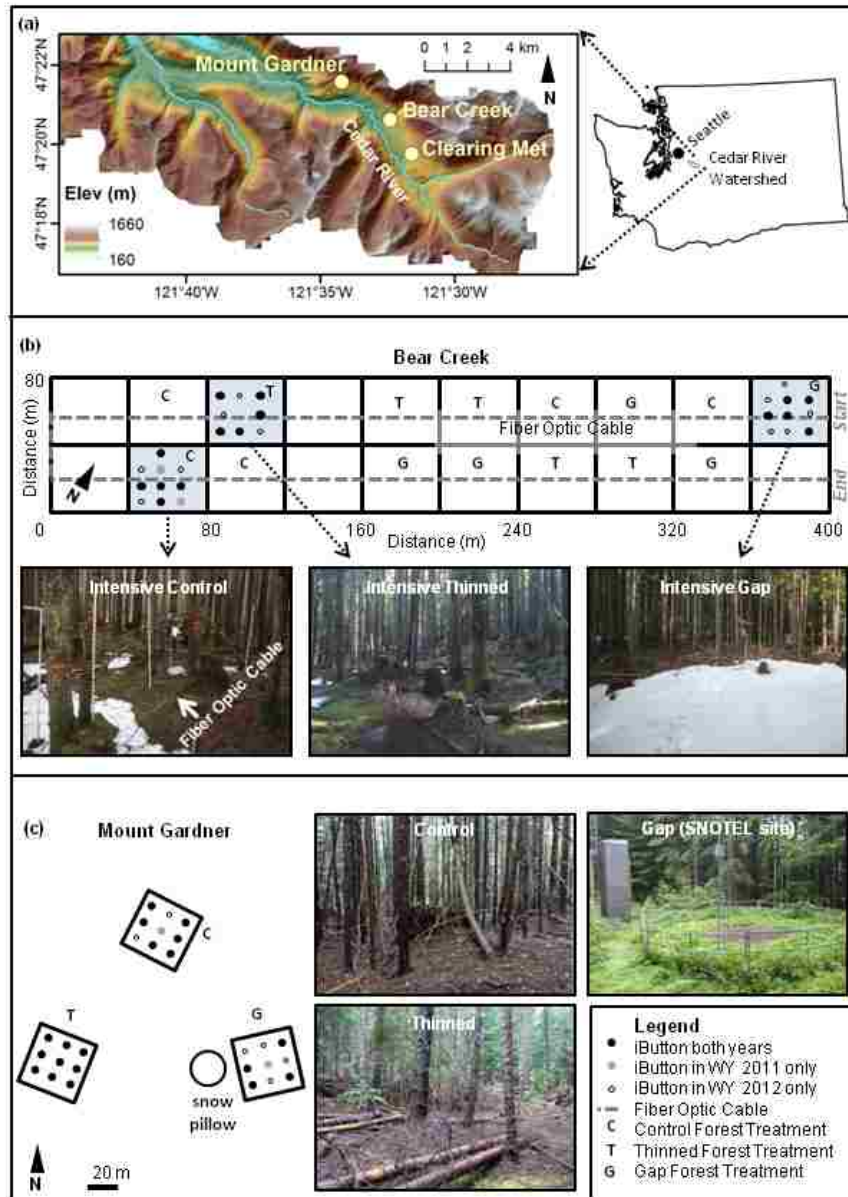 (a)
0 2 4 km
N
47°22'N
47°20'N
47°18'N
Mount Gardner
Bear Creek
Clearing Met
Cedar River
Elev (m)
1660
160
121°40'W
121°35'W
121°30'W
Seattle
Cedar River
Watershed
(b)
Bear Creek
80
Distance (m)
C
T
T
T
C
G
C
G
Fiber Optic Cable
Start
C
C
G
G
T
T
G
End
N
0
80
160
240
320
400
Distance (m)
Intensive Control
Fiber Optic Cable
Intensive Thinned
Intensive Gap
(c)
Mount Gardner
C
T
G
snow
pillow
N
20 m
Control
Gap (SNOTEL site)
Thinned
Legend
iButton both years
iButton in WY 2011 only
iButton in WY 2012 only
Fiber Optic Cable
C Control Forest Treatment
T Thinned Forest Treatment
G Gap Forest Treatment